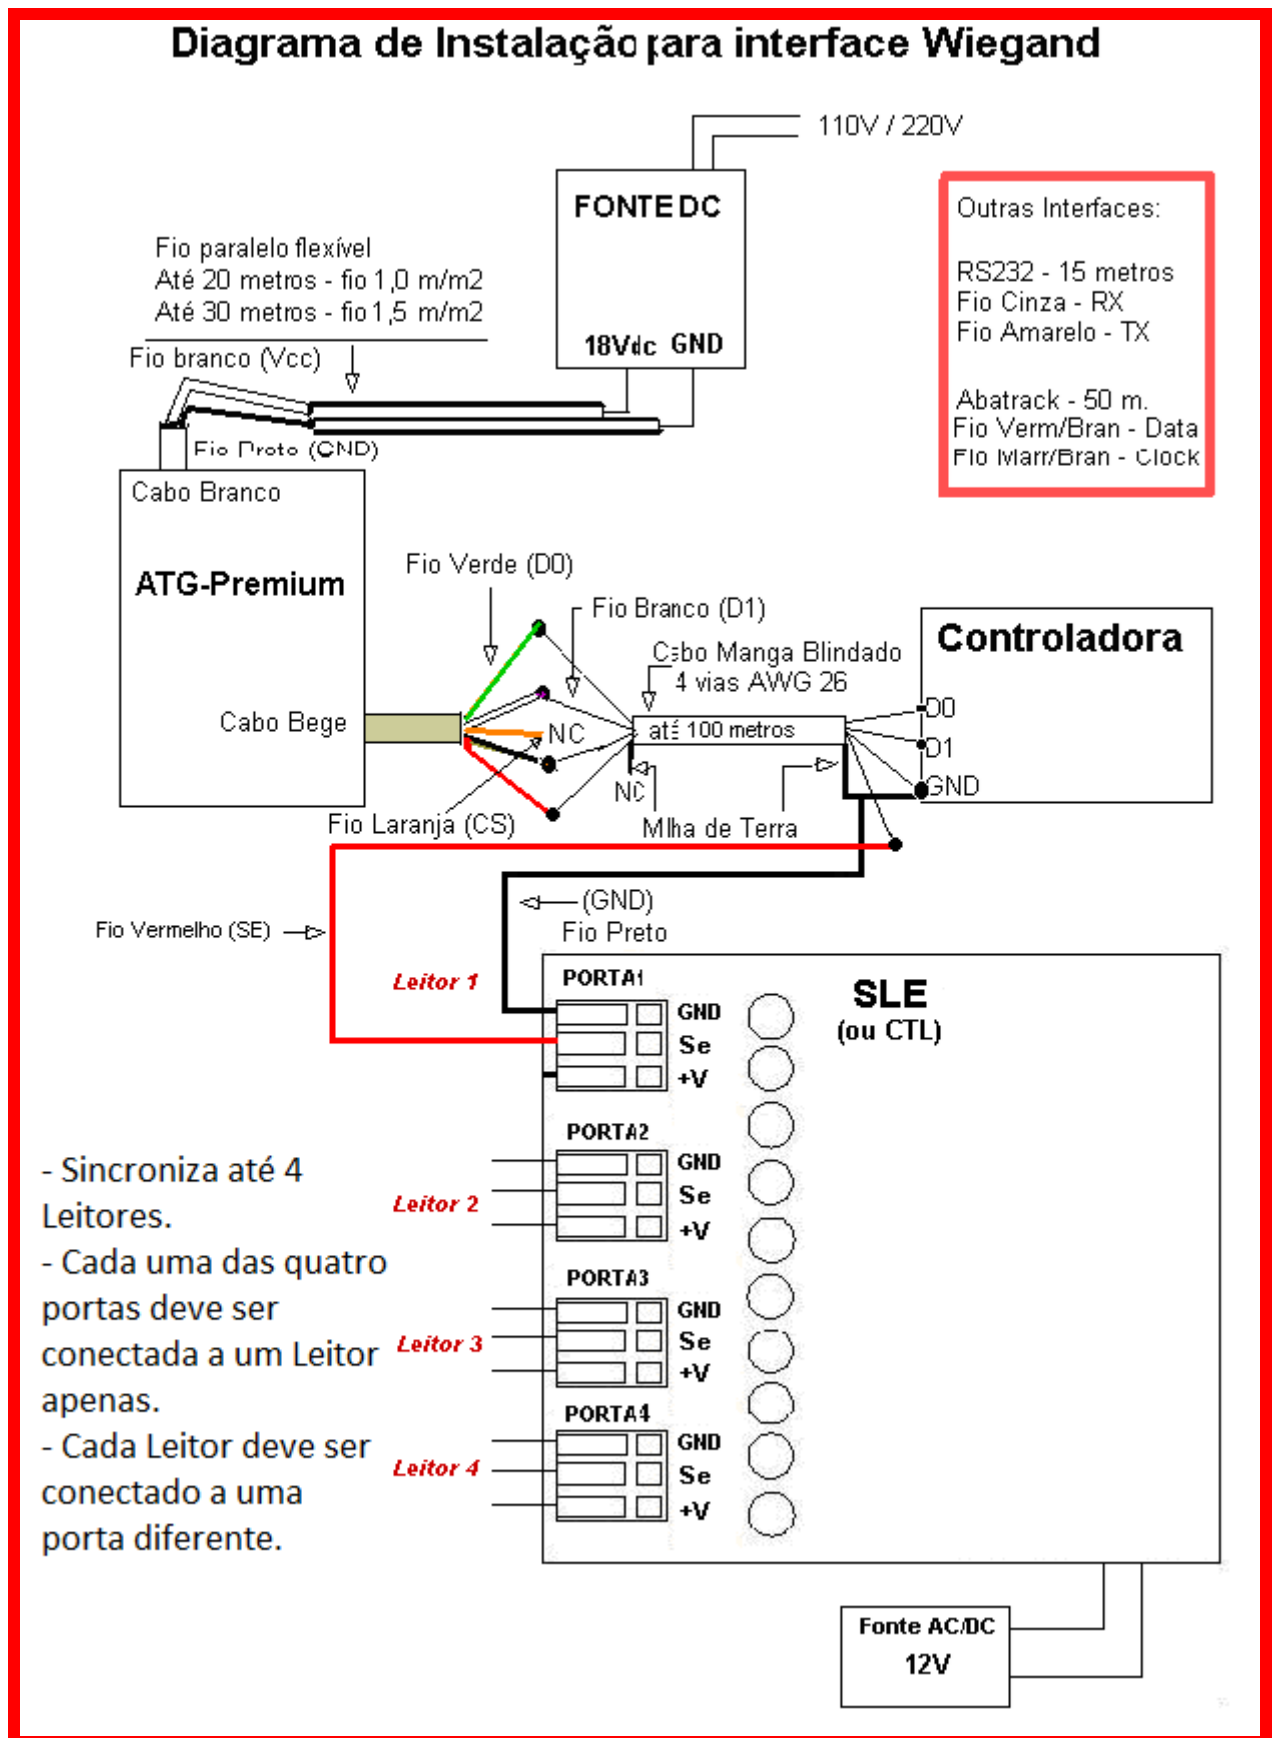 Diagrama de Instalação para interface Wiegand
110V / 220V
FONTE DC
18Vdc GND
Outras Interfaces:
RS232 - 15 metros
Fio Cinza - RX
Fio Amarelo - TX
Abatrack - 50 m.
Fio Verm/Bran - Data
Fio Marr/Bran - Clock
Fio paralelo flexível
Até 20 metros - fio 1,0 m/m2
Até 30 metros - fio 1,5 m/m2
Fio branco (Vcc)
Fio Preto (GND)
Cabo Branco
ATG-Premium
Cabo Bege
Fio Verde (D0)
Fio Branco (D1)
Cabo Manga Blindado
4 vias AWG 26
até 100 metros
NC
NC
Fio Laranja (CS)
Mlha de Terra
Controladora
D0
D1
GND
(GND)
Fio Preto
Fio Vermelho (SE)
SLE
(ou CTL)
Leitor 1
PORTA1
GND
Se
+V
PORTA2
Leitor 2
GND
Se
+V
PORTA3
Leitor 3
GND
Se
+V
PORTA4
Leitor 4
GND
Se
+V
- Sincroniza até 4
Leitores.
- Cada uma das quatro
portas deve ser
conectada a um Leitor
apenas.
- Cada Leitor deve ser
conectado a uma
porta diferente.
Fonte AC/DC
12V